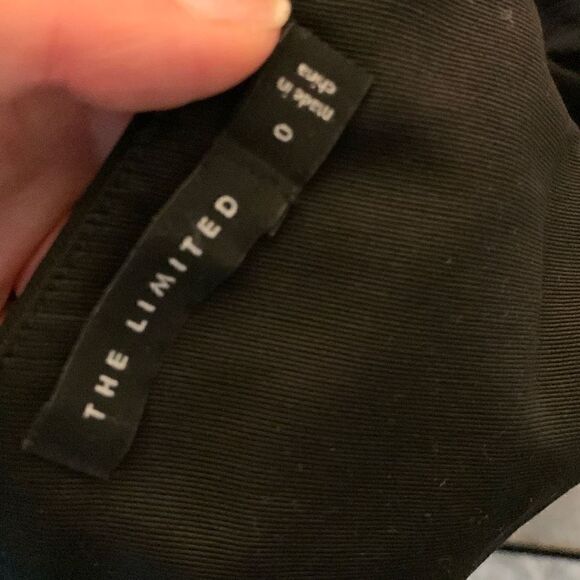 THE LIMITED
0
made in
china